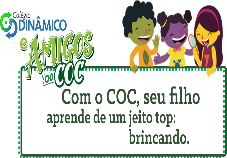 Colégio
DINÂMICO
e
AMIGOS
do
COC
Com o COC, seu filho
aprende de um jeito top:
brincando.